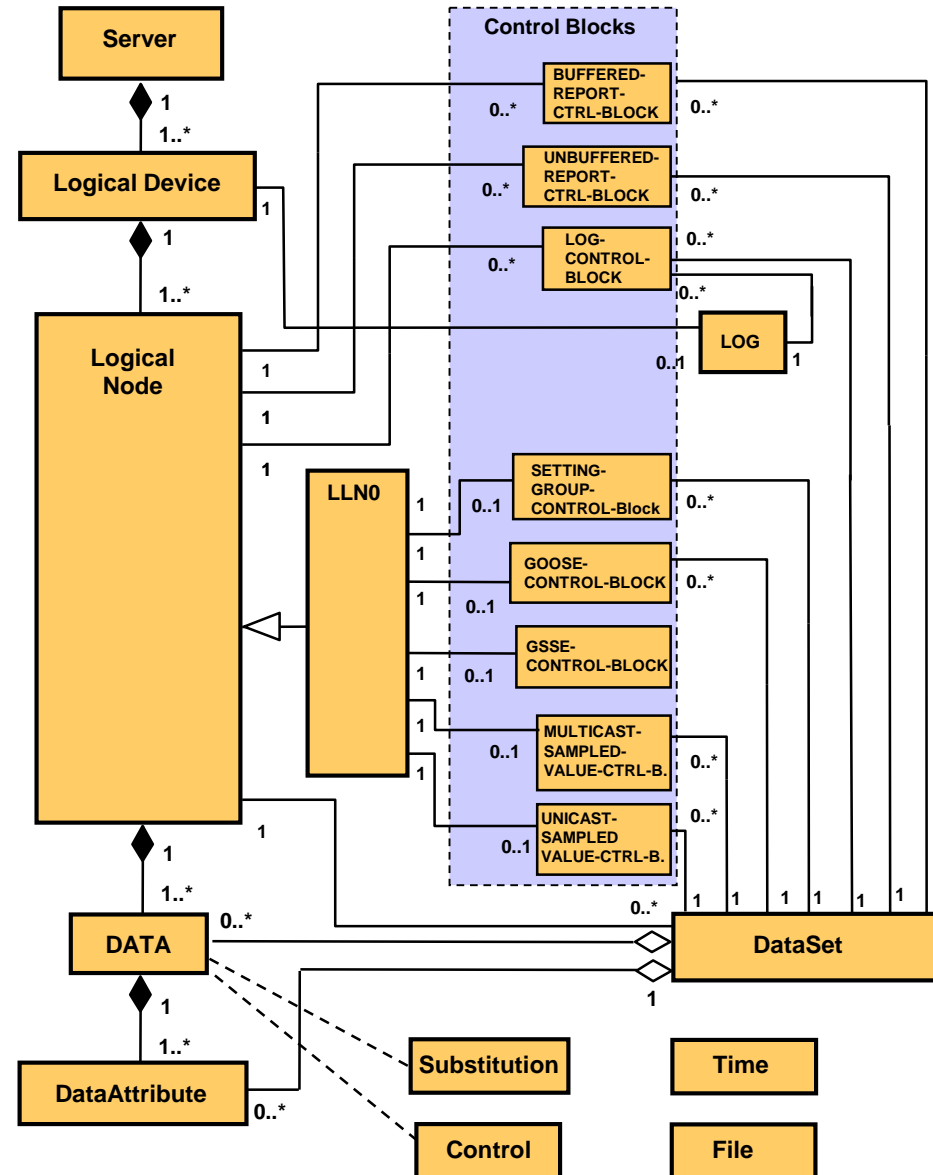 Server
Control Blocks
BUFFERED-
REPORT-
CTRL-BLOCK
1
0..*
0..*
1..*
UNBUFFERED-
REPORT-
CTRL-BLOCK
Logical Device
1
0..*
0..*
1
LOG-
CONTROL-
BLOCK
0..*
0..*
1..*
0..*
LOG
0..1
1
Logical
Node
1
1
1
LLN0
SETTING-
GROUP-
CONTROL-Block
1
0..1
0..*
1
GOOSE-
CONTROL-BLOCK
1
0..1
0..*
1
GSSE-
CONTROL-BLOCK
1
0..1
MULTICAST-
SAMPLED-
VALUE-CTRL-B.
1
0..1
0..*
1
UNICAST-
SAMPLED
VALUE-CTRL-B.
0..1
0..*
1
1
1..*
0..*
0..*
1
1
1
1
1
1
1
DATA
DataSet
1
1
1..*
DataAttribute
0..*
Substitution
Time
Control
File